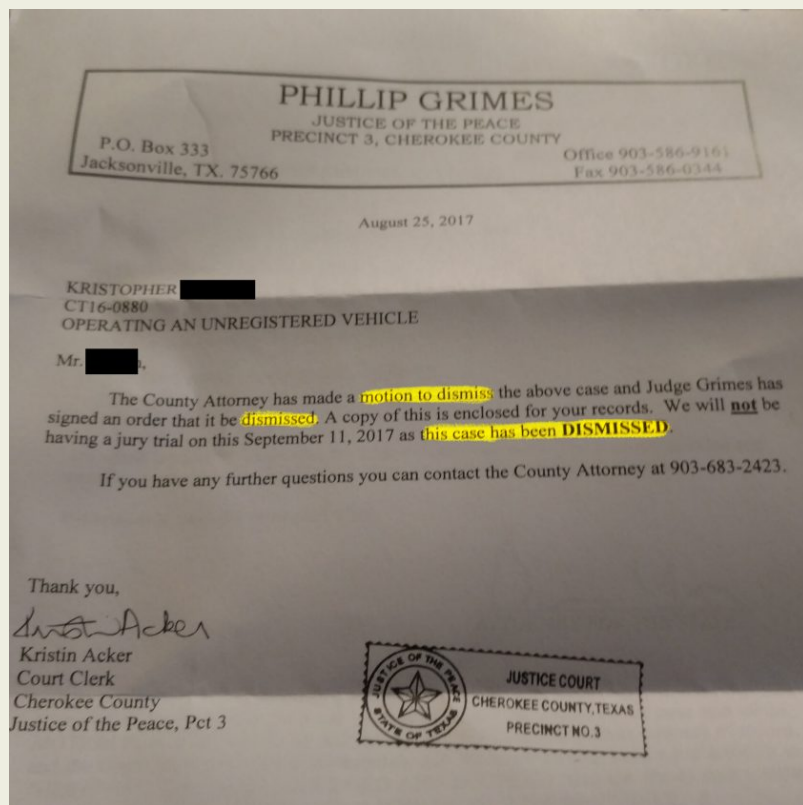 PHILLIP GRIMES
JUSTICE OF THE PEACE
PRECINCT 3, CHEROKEE COUNTY
P.O. Box 333
Jacksonville, TX. 75766
Office 903-586-9161
Fax 903-586-0344
August 25, 2017
KRISTOPHER
CT16-0880
OPERATING AN UNREGISTERED VEHICLE
Mr. ,
The County Attorney has made a motion to dismiss the above case and Judge Grimes has
signed an order that it be dismissed. A copy of this is enclosed for your records. We will not be
having a jury trial on this September 11, 2017 as this case has been DISMISSED.
If you have any further questions you can contact the County Attorney at 903-683-2423.
Thank you,
Kristin Acker
Kristin Acker
Court Clerk
Cherokee County
Justice of the Peace, Pct 3
JUSTICE OF THE PEACE
STATE OF TEXAS
JUSTICE COURT
CHEROKEE COUNTY, TEXAS
PRECINCT NO.3